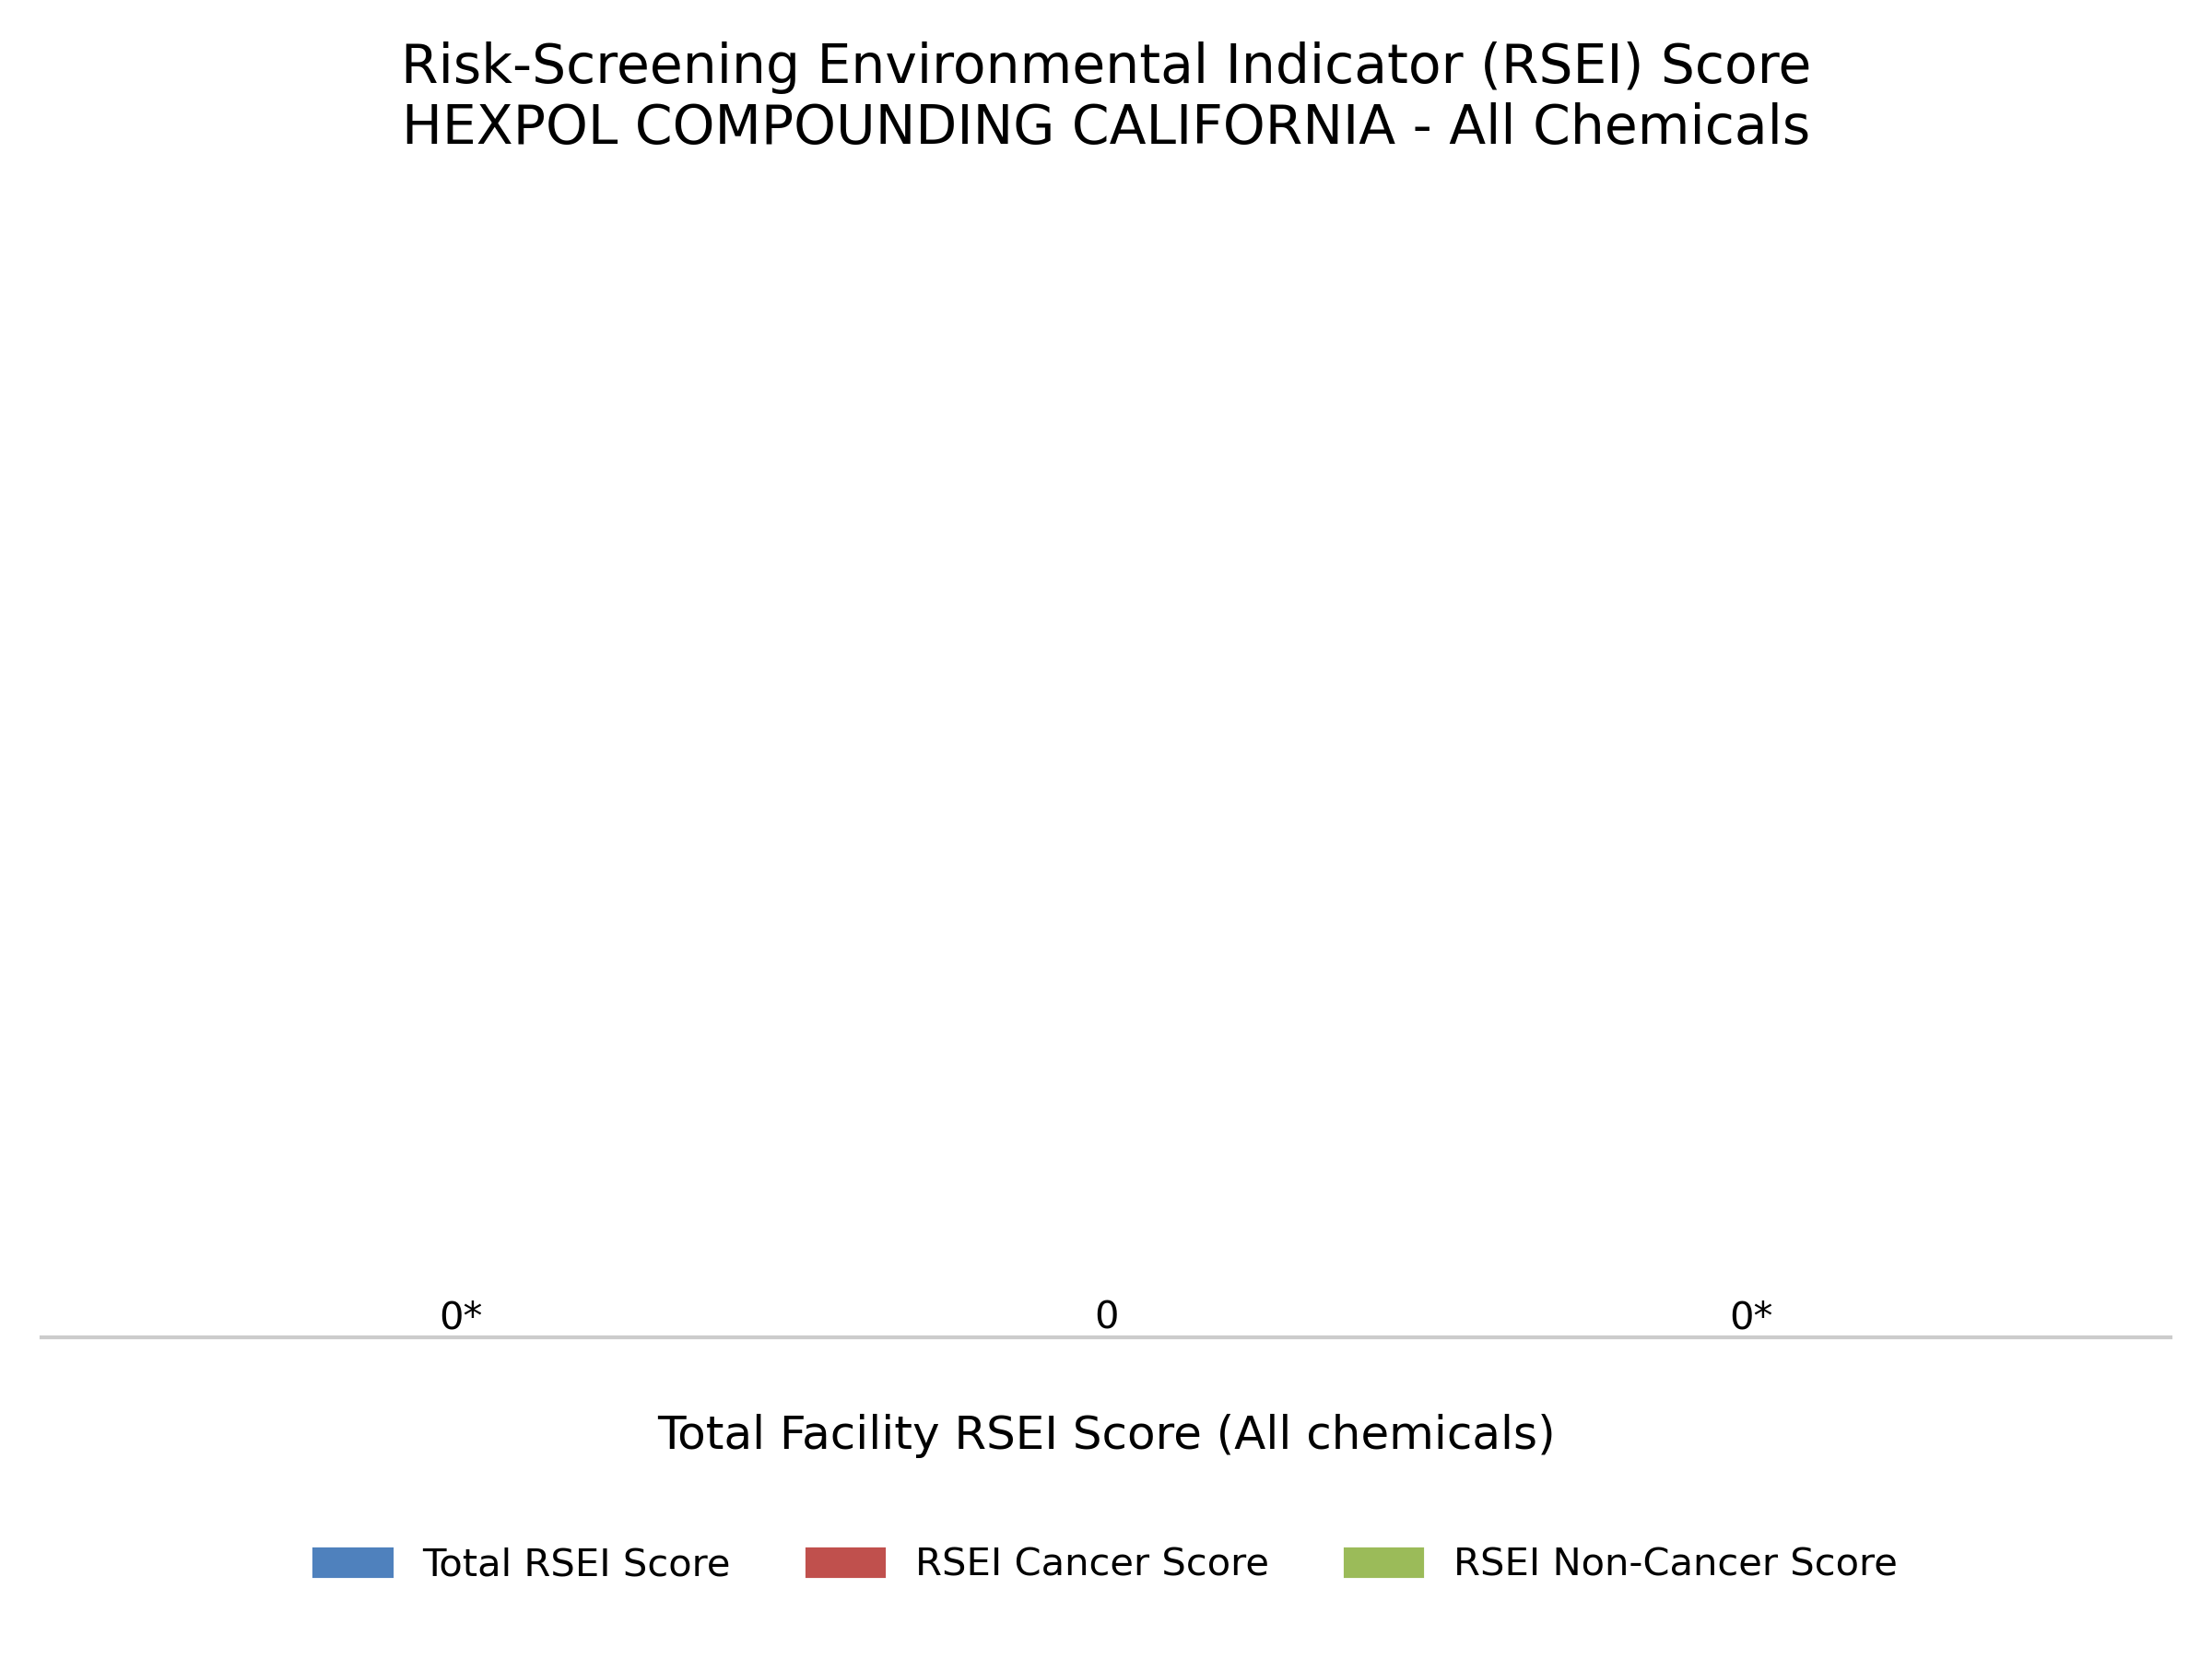 Risk-Screening Environmental Indicator (RSEI) Score
HEXPOL COMPOUNDING CALIFORNIA - All Chemicals
0* 0 0*
Total Facility RSEI Score (All chemicals)
Total RSEI Score RSEI Cancer Score RSEI Non-Cancer Score